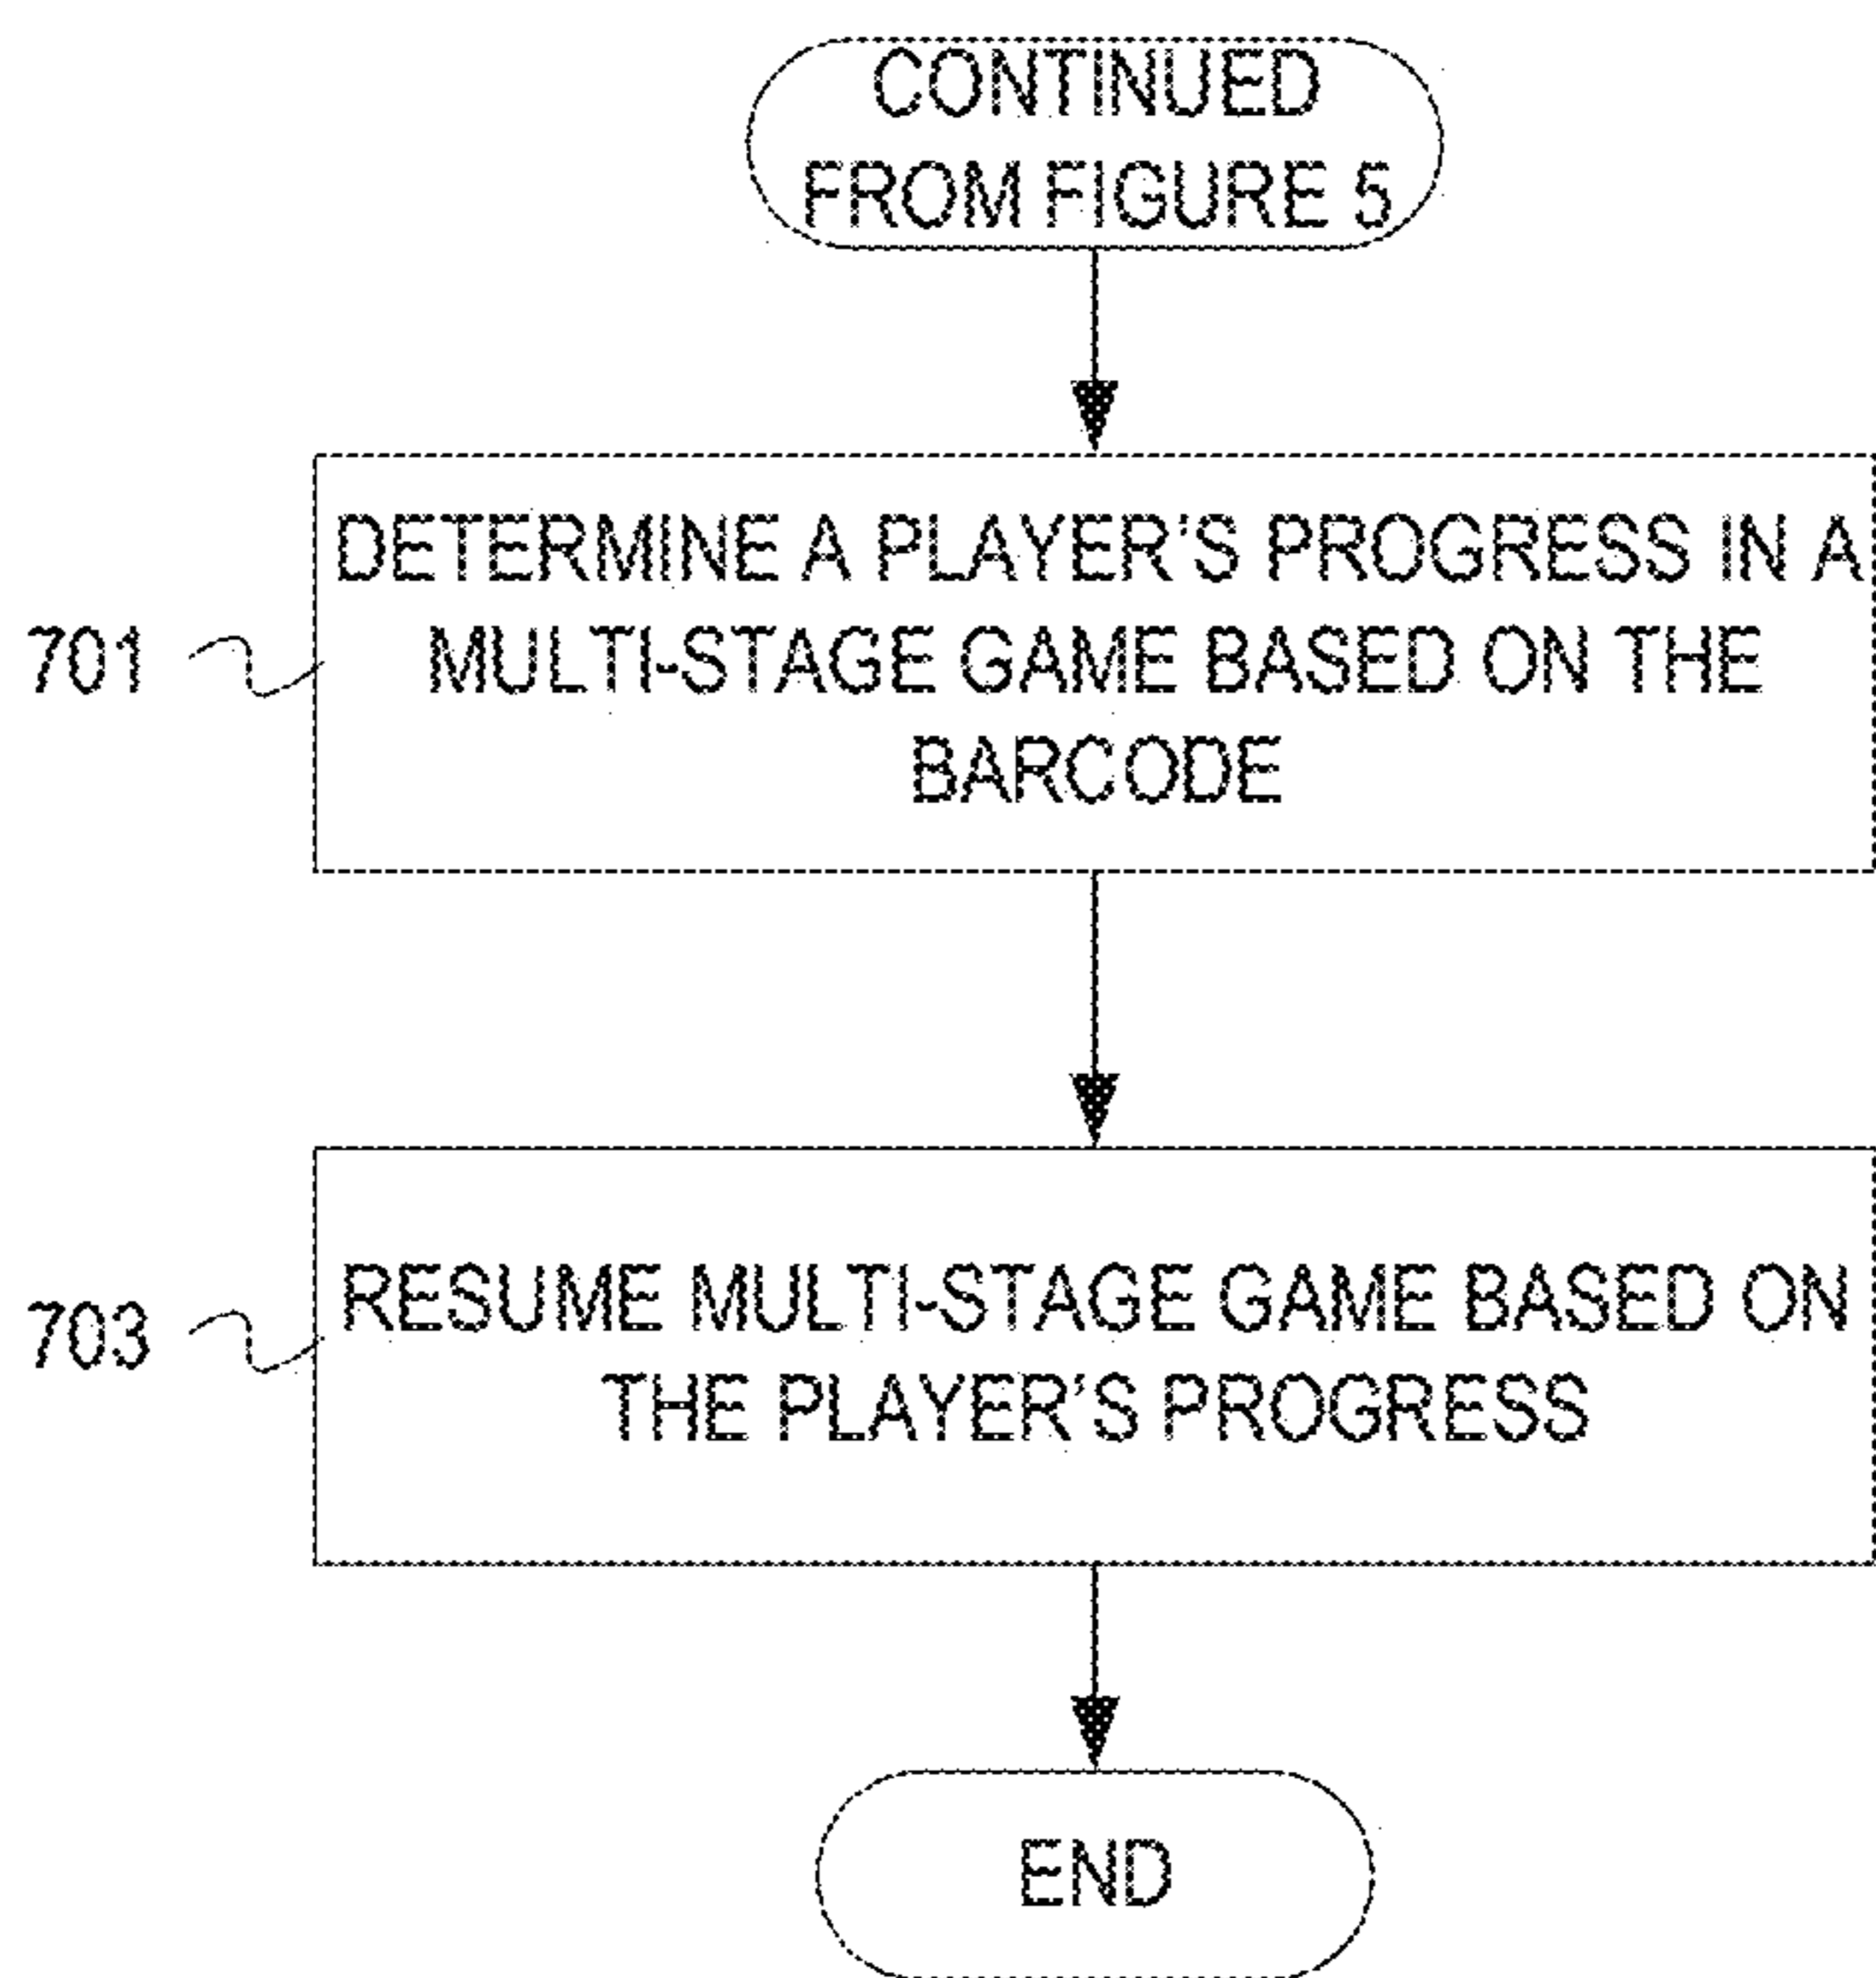 CONTINUED
FROM FIGURE 5
DETERMINE A PLAYER'S PROGRESS IN A
701
MULTI-STAGE GAME BASED ON THE
BARCODE
RESUME MULTI-STAGE GAME BASED ON
703
THE PLAYER'S PROGRESS
END